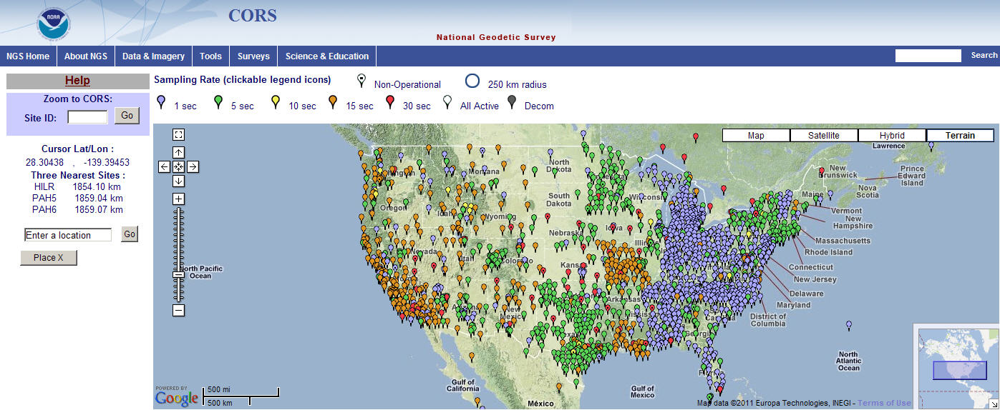 NOAA
CORS
National Geodetic Survey
NGS Home
About NGS
Data & Imagery
Tools
Surveys
Science & Education
Search
Help
Zoom to CORS:
Site ID:
Go
Cursor Lat/Lon :
28.30438 , -139.39453
Three Nearest Sites :
HILR 1854.10 km
PAH5 1859.04 km
PAH6 1859.07 km
Enter a location
Go
Place X
Sampling Rate (clickable legend icons)
Non-Operational
250 km radius
1 sec
5 sec
10 sec
15 sec
30 sec
All Active
Decom
Map
Satellite
Hybrid
Terrain
Lawrence
Montana
North
Dakota
South
Dakota
Wisconsin
Oregon
Idaho
Wyoming
Nebraska
Iowa
Nevada
Utah
Colorado
Kansas
Arkansas
New
Mexico
Georgia
Maine
New
Brunswick
Prince
Edward
Island
Nova
Scotia
Vermont
New
Hampshire
Massachusetts
Rhode Island
Connecticut
New Jersey
Delaware
Maryland
District of
Columbia
North Pacific
Ocean
North
Atlantic
Ocean
Gulf of
California
Gulf of
Mexico
México
POWERED BY
Google
500 mi
500 km
Map data ©2011 Europa Technologies, INEGI - Terms of Use